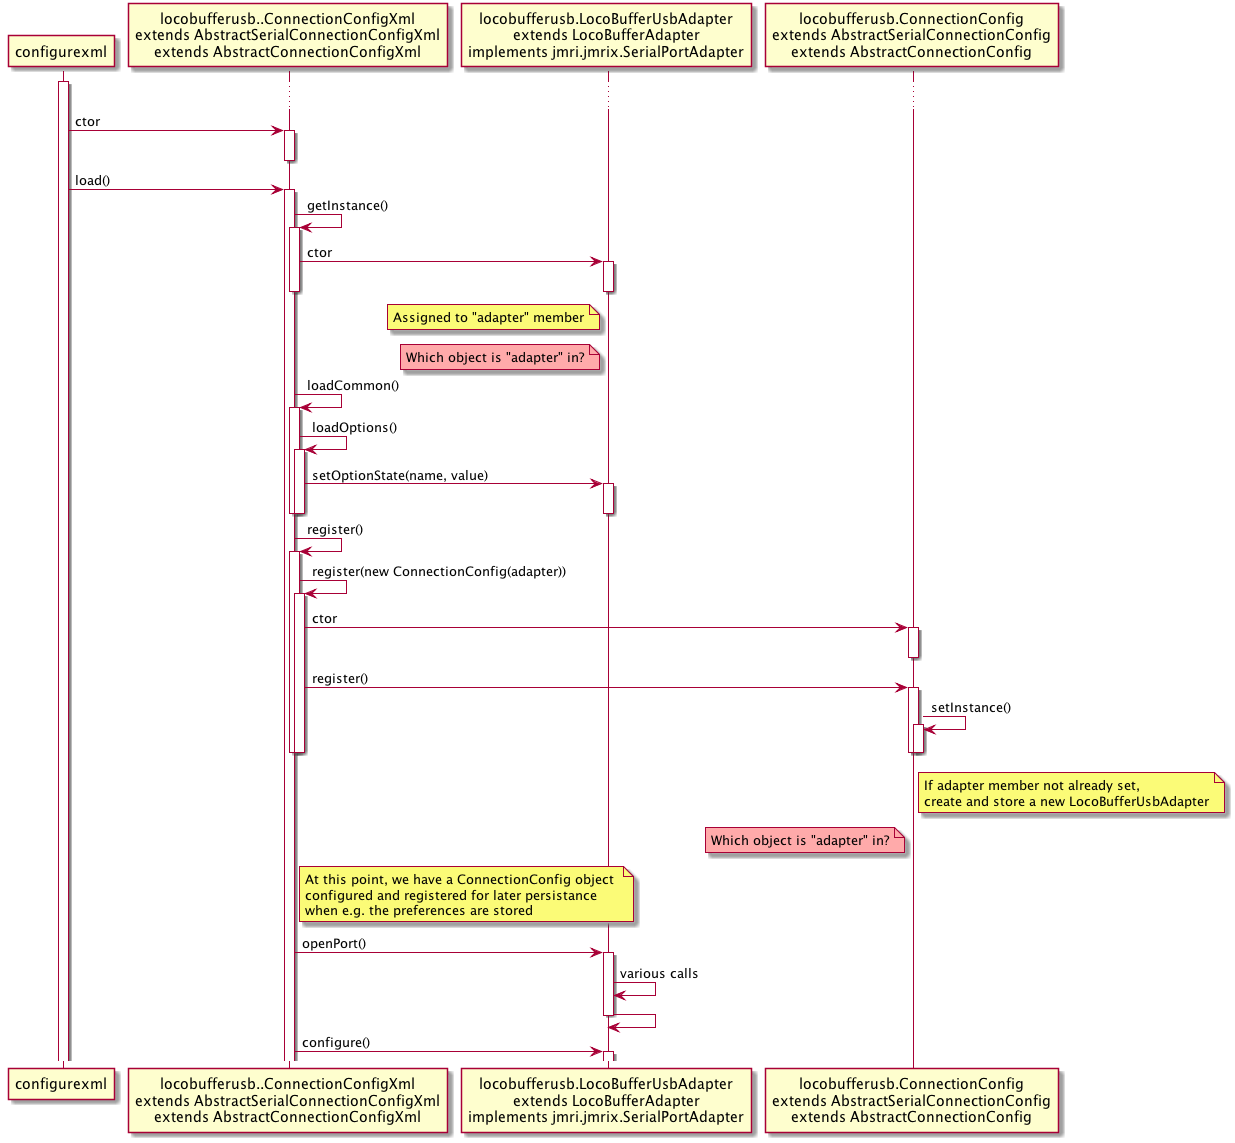 configurexml
locobufferusb..ConnectionConfigXml
extends AbstractSerialConnectionConfigXml
extends AbstractConnectionConfigXml
locobufferusb.LocoBufferUsbAdapter
extends LocoBufferAdapter
implements jmri.jmrix.SerialPortAdapter
locobufferusb.ConnectionConfig
extends AbstractSerialConnectionConfig
extends AbstractConnectionConfig
ctor
load()
getInstance()
ctor
Assigned to "adapter" member
Which object is "adapter" in?
loadCommon()
loadOptions()
setOptionState(name, value)
register()
register(new ConnectionConfig(adapter))
ctor
register()
setInstance()
If adapter member not already set,
create and store a new LocoBufferUsbAdapter
Which object is "adapter" in?
At this point, we have a ConnectionConfig object
configured and registered for later persistance
when e.g. the preferences are stored
openPort()
various calls
configure()
configurexml
locobufferusb..ConnectionConfigXml
extends AbstractSerialConnectionConfigXml
extends AbstractConnectionConfigXml
locobufferusb.LocoBufferUsbAdapter
extends LocoBufferAdapter
implements jmri.jmrix.SerialPortAdapter
locobufferusb.ConnectionConfig
extends AbstractSerialConnectionConfig
extends AbstractConnectionConfig